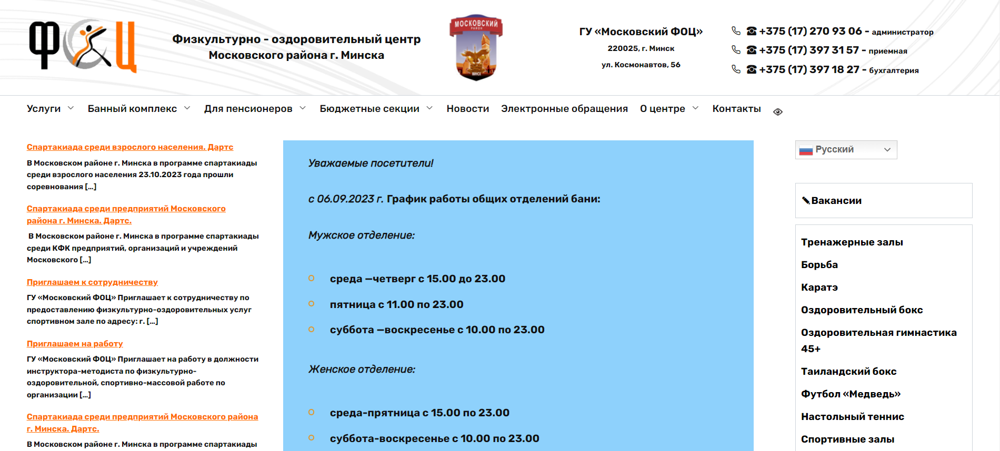 ФОЦ
Физкультурно - оздоровительный центр
Московского района г. Минска
МОСКОВСКИЙ
РАЙОН
МИНСК
ГУ «Московский ФОЦ»
220025, г. Минск
ул. Космонавтов, 56
☎ +375 (17) 270 93 06 - администратор
☎ +375 (17) 397 31 57 - приемная
☎ +375 (17) 397 18 27 - бухгалтерия
Услуги Банный комплекс Для пенсионеров Бюджетные секции Новости Электронные обращения О центре Контакты
Спартакиада среди взрослого населения. Дартс
В Московском районе г. Минска в программе спартакиады
среди взрослого населения 23.10.2023 года прошли
соревнования [...]
Спартакиада среди предприятий Московского
района г. Минска. Дартс.
В Московском районе г. Минска в программе спартакиады
среди КФК предприятий, организаций и учреждений
Московского [...]
Приглашаем к сотрудничеству
ГУ «Московский ФОЦ» Приглашает к сотрудничеству по
предоставлению физкультурно-оздоровительных услуг
спортивном зале по адресу: г. [...]
Приглашаем на работу
ГУ «Московский ФОЦ» Приглашает на работу в должности
инструктора-методиста по физкультурно-
оздоровительной, спортивно-массовой работе по
организации [...]
Спартакиада среди предприятий Московского района
г. Минска. Дартс.
В Московском районе г. Минска в программе спартакиады
Уважаемые посетители!
с 06.09.2023 г. График работы общих отделений бани:
Мужское отделение:
среда —четверг с 15.00 до 23.00
пятница с 11.00 по 23.00
суббота —воскресенье с 10.00 по 23.00
Женское отделение:
среда-прятница с 15.00 по 23.00
суббота-воскресенье с 10.00 по 23.00
Русский
Вакансии
Тренажерные залы
Борьба
Каратэ
Оздоровительный бокс
Оздоровительная гимнастика
45+
Таиландский бокс
Футбол «Медведь»
Настольный теннис
Спортивные залы